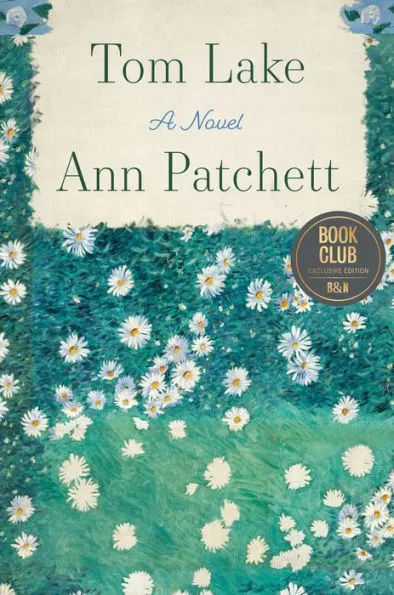 Tom Lake
A Novel
Ann Patchett
BOOK
CLUB
EXCLUSIVE EDITION
B&N